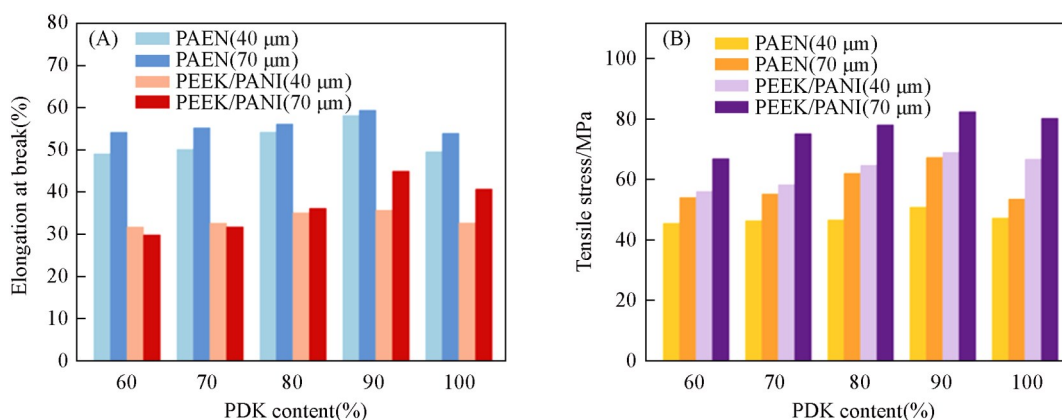 (A)
PAEN(40 μm)
PAEN(70 μm)
PEEK/PANI(40 μm)
PEEK/PANI(70 μm)
80
70
60
50
40
30
20
10
0
Elongation at break(%)
60 70 80 90 100
PDK content(%)
(B)
PAEN(40 μm)
PAEN(70 μm)
PEEK/PANI(40 μm)
PEEK/PANI(70 μm)
100
80
60
40
20
0
Tensile stress/MPa
60 70 80 90 100
PDK content(%)